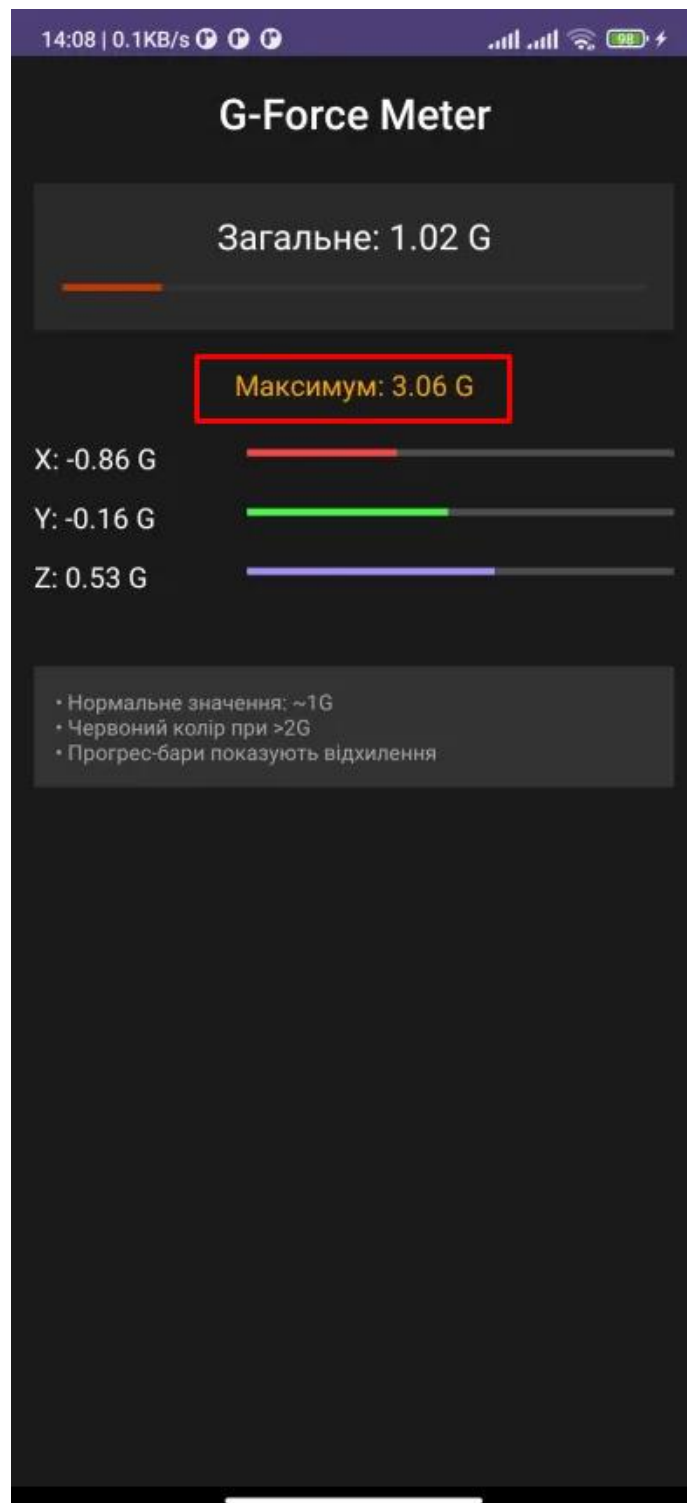 14:08 | 0.1KB/s 98
G-Force Meter
Загальне: 1.02 G
Максимум: 3.06 G
X: -0.86 G
Y: -0.16 G
Z: 0.53 G
• Нормальне значення: ~1G
• Червоний колір при >2G
• Прогрес-бари показують відхилення